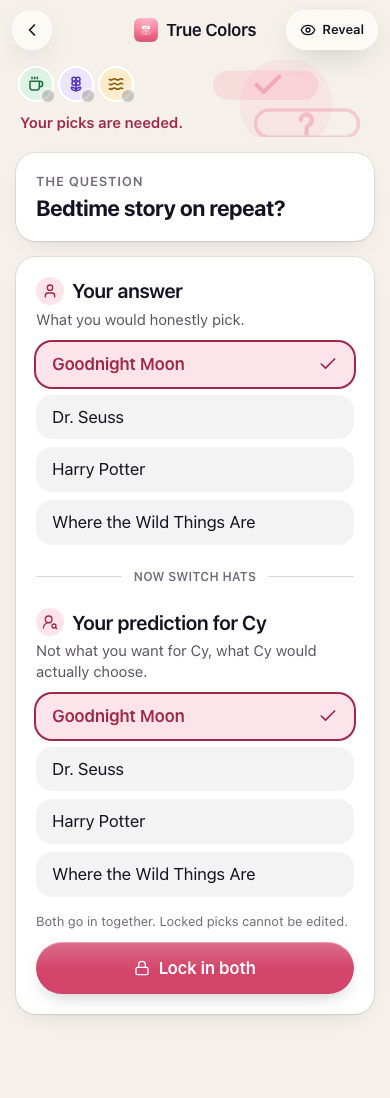 True Colors
Reveal
Your picks are needed.
?
THE QUESTION
Bedtime story on repeat?
Your answer
What you would honestly pick.
Goodnight Moon
Dr. Seuss
Harry Potter
Where the Wild Things Are
NOW SWITCH HATS
Your prediction for Cy
Not what you want for Cy, what Cy would
actually choose.
Goodnight Moon
Dr. Seuss
Harry Potter
Where the Wild Things Are
Both go in together. Locked picks cannot be edited.
Lock in both